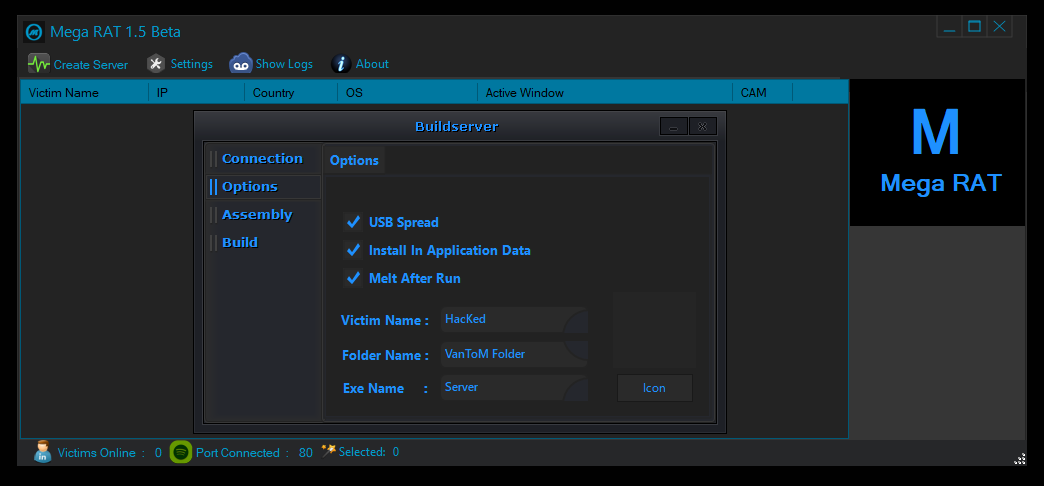 Mega RAT 1.5 Beta
Create Server Settings Show Logs About
Victim Name IP Country OS Active Window CAM
Buildserver
Connection
Options
Assembly
Build
Options
USB Spread
Install In Application Data
Melt After Run
Victim Name : HacKed
Folder Name : VanToM Folder
Exe Name : Server
Icon
M
Mega RAT
Victims Online : 0 Port Connected : 80 Selected: 0